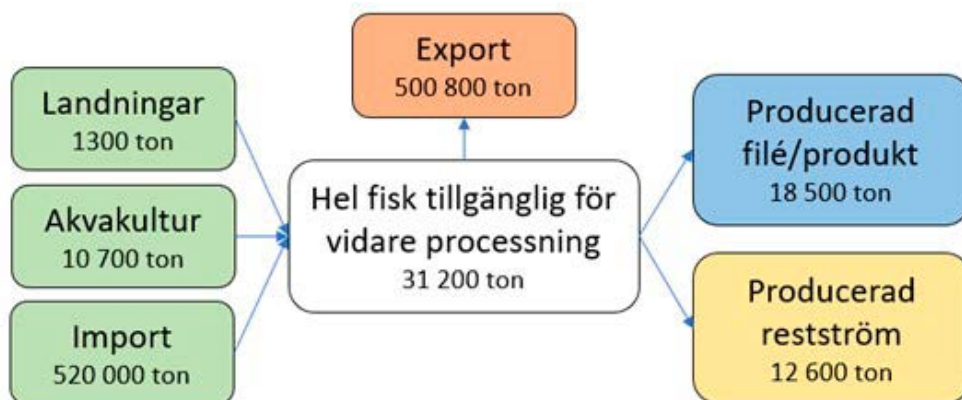 Landningar
1300 ton
Akvakultur
10 700 ton
Import
520 000 ton
Export
500 800 ton
Hel fisk tillgänglig för
vidare processning
31 200 ton
Producerad
filé/produkt
18 500 ton
Producerad
restström
12 600 ton